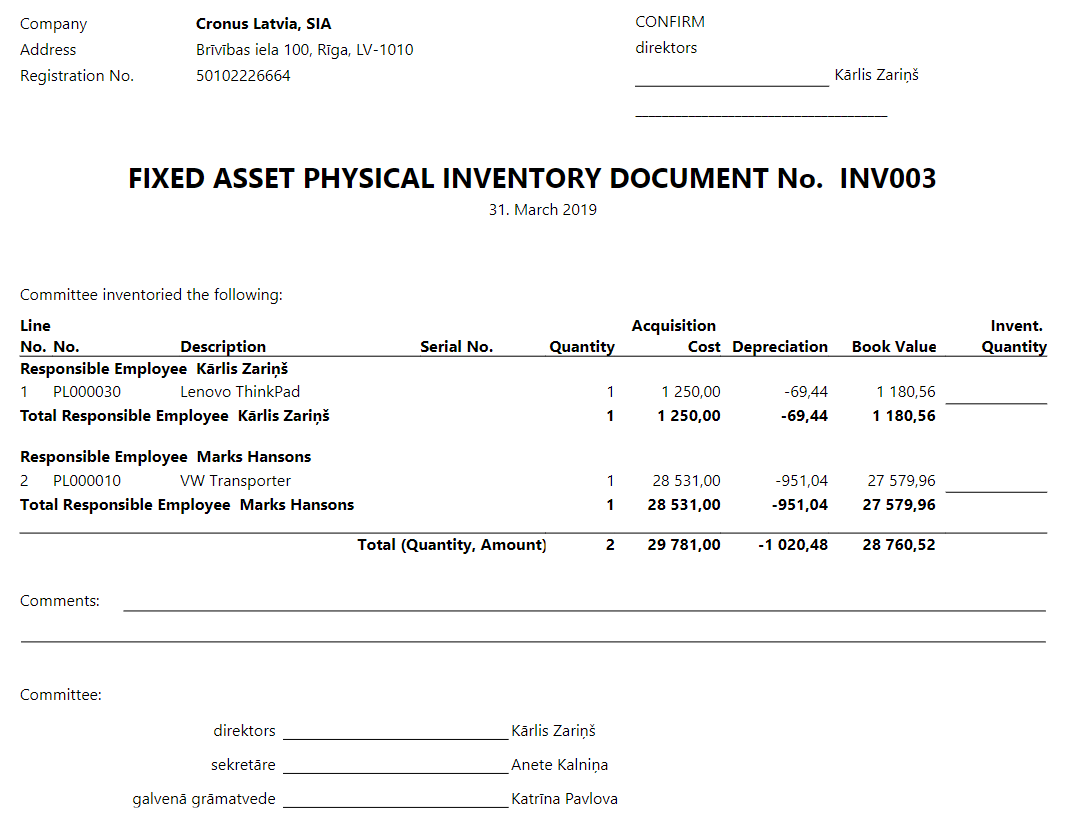 Company Cronus Latvia, SIA
Address Brīvības iela 100, Rīga, LV-1010
Registration No. 50102226664
CONFIRM
direktors
Kārlis Zariņš
FIXED ASSET PHYSICAL INVENTORY DOCUMENT No. INV003
31. March 2019
Committee inventoried the following:
Line Acquisition Invent.
No. No. Description Serial No. Quantity Cost Depreciation Book Value Quantity
Responsible Employee Kārlis Zariņš
1 PL000030 Lenovo ThinkPad 1 1 250,00 -69,44 1 180,56
Total Responsible Employee Kārlis Zariņš 1 1 250,00 -69,44 1 180,56
Responsible Employee Marks Hansons
2 PL000010 VW Transporter 1 28 531,00 -951,04 27 579,96
Total Responsible Employee Marks Hansons 1 28 531,00 -951,04 27 579,96
Total (Quantity, Amount) 2 29 781,00 -1 020,48 28 760,52
Comments:
Committee:
direktors Kārlis Zariņš
sekretāre Anete Kalniņa
galvenā grāmatvede Katrīna Pavlova